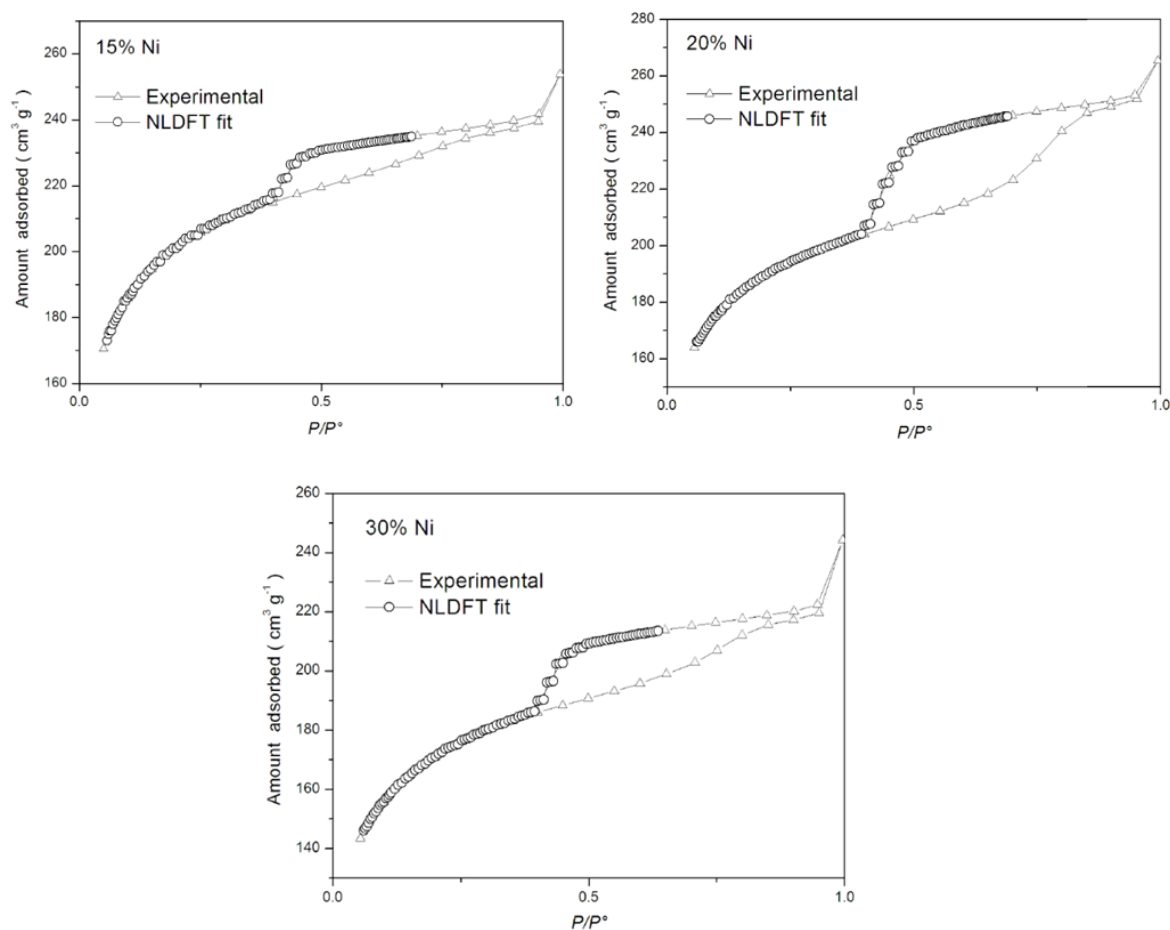 15% Ni
Experimental
NLDFT fit
Amount adsorbed ( cm³ g⁻¹ )
260
240
220
200
180
160
0.0
0.5
1.0
P/P°
20% Ni
Experimental
NLDFT fit
Amount adsorbed ( cm³ g⁻¹ )
280
260
240
220
200
180
160
0.0
0.5
1.0
P/P°
30% Ni
Experimental
NLDFT fit
Amount adsorbed ( cm³ g⁻¹ )
260
240
220
200
180
160
140
0.0
0.5
1.0
P/P°